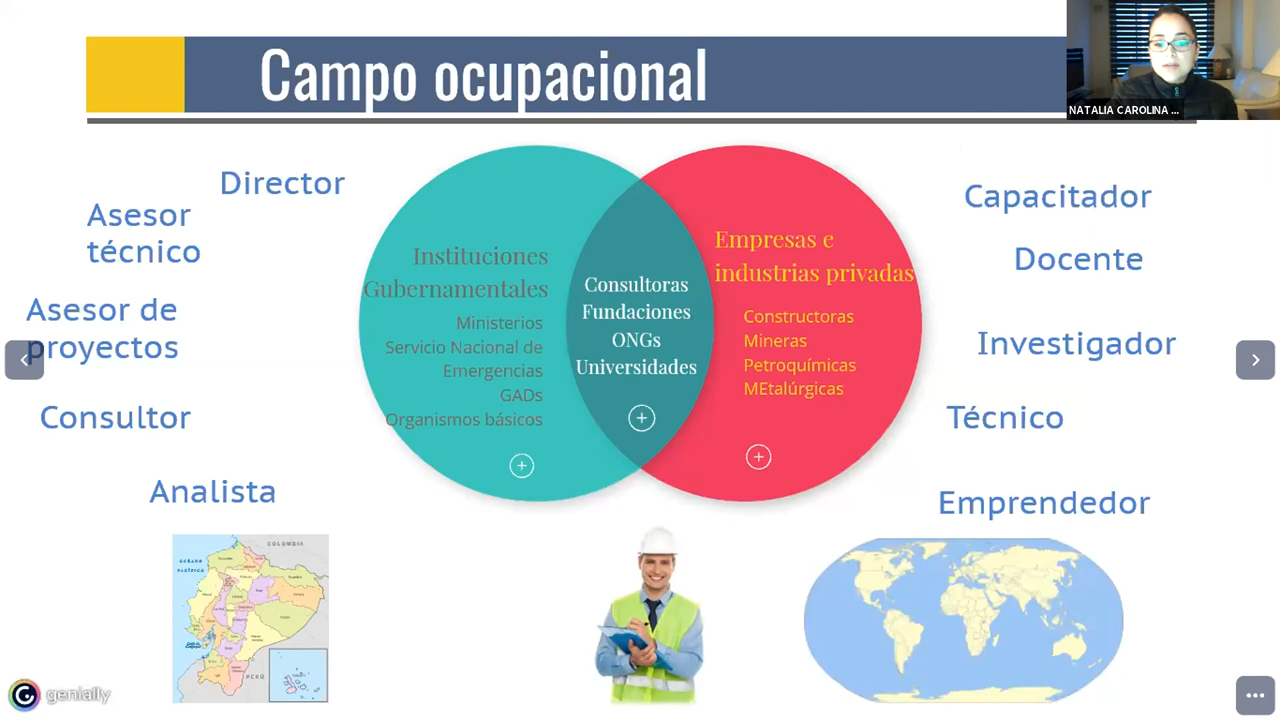 Campo ocupacional
NATALIA CAROLINA ...
Director
Asesor
técnico
Asesor de
proyectos
Consultor
Analista
Instituciones
Gubernamentales
Ministerios
Servicio Nacional de
Emergencias
GADs
Organismos básicos
Consultoras
Fundaciones
ONGs
Universidades
Empresas e
industrias privadas
Constructoras
Mineras
Petroquímicas
MEtalúrgicas
Capacitador
Docente
Investigador
Técnico
Emprendedor
COLOMBIA
OCÉANO
PACÍFICO
PERÚ
genially